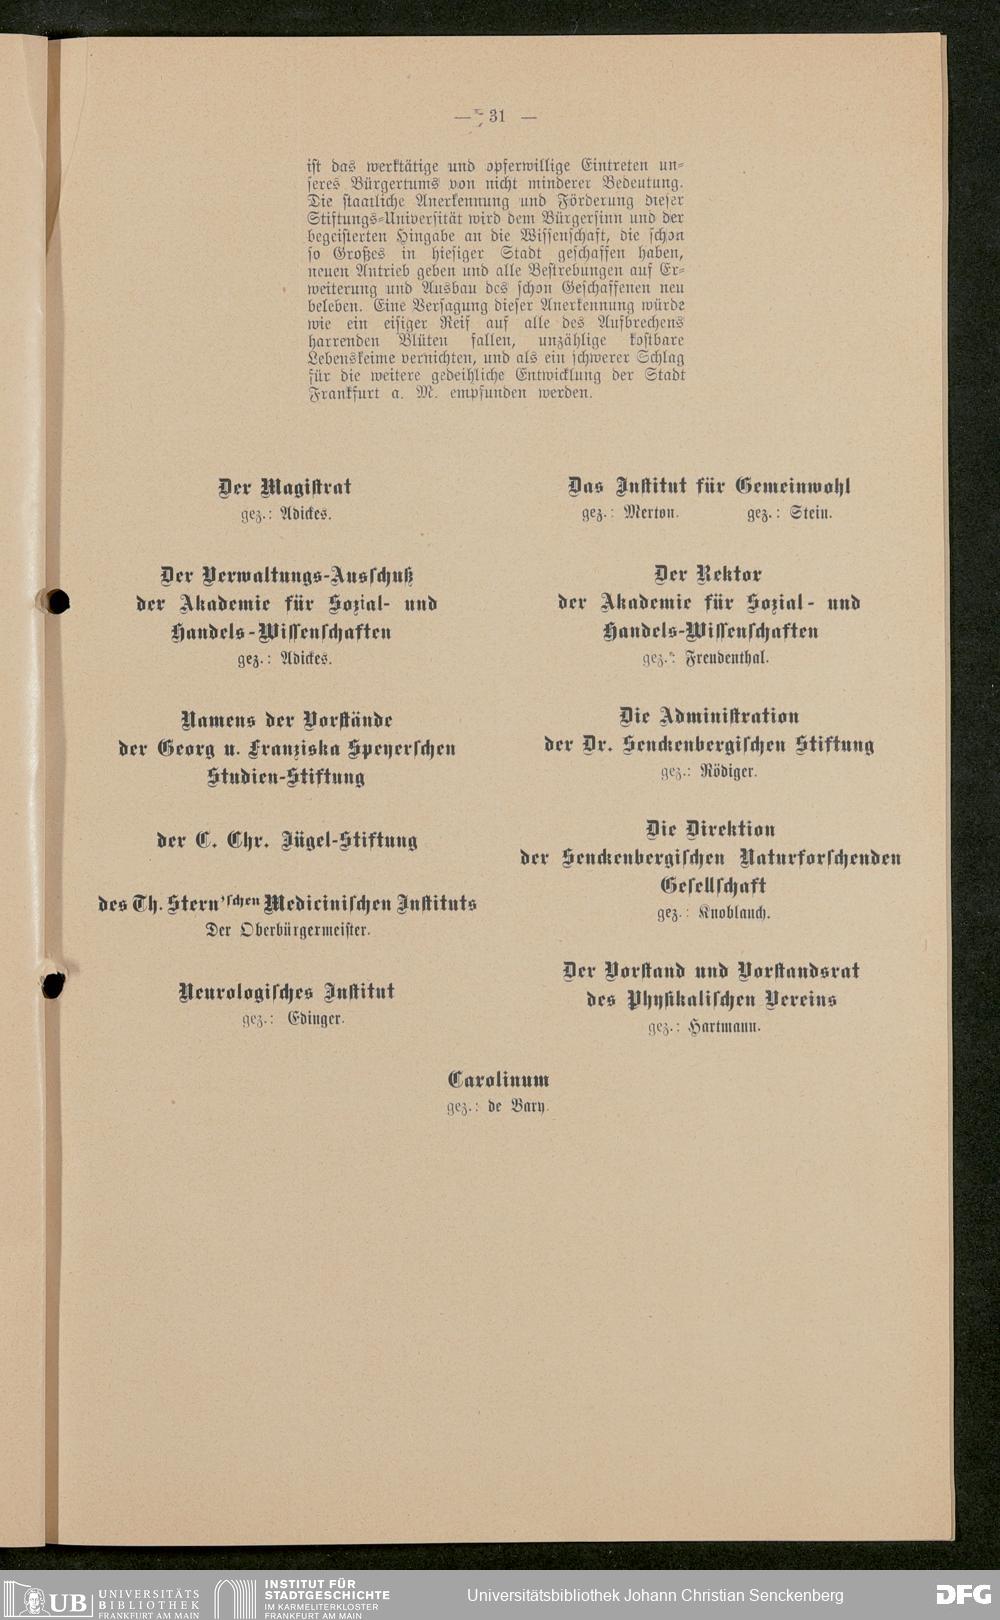 — 31 —
ist das werktätige und opferwillige Eintreten un-
seres Bürgertums von nicht minderer Bedeutung.
Die staatliche Anerkennung und Förderung dieser
Stiftungs-Universität wird dem Bürgersinn und der
begeisterten Hingabe an die Wissenschaft, die schon
so Großes in hiesiger Stadt geschaffen haben,
neuen Antrieb geben und alle Bestrebungen auf Er-
weiterung und Ausbau des schon Geschaffenen neu
beleben. Eine Versagung dieser Anerkennung würde
wie ein eisiger Reif auf alle des Aufbrechens
harrenden Blüten fallen, unzählige kostbare
Lebenskeime vernichten, und als ein schwerer Schlag
für die weitere gedeihliche Entwicklung der Stadt
Frankfurt a. M. empfunden werden.
Der Magistrat
gez.: Adickes.
Der Verwaltungs-Ausschuß
der Akademie für Sozial- und
Handels-Wissenschaften
gez.: Adickes.
Namens der Vorstände
der Georg u. Franziska Speyerschen
Studien-Stiftung
der C. Chr. Jügel-Stiftung
des Th. Stern'schen Medicinischen Instituts
Der Oberbürgermeister.
Neurologisches Institut
gez.: Edinger.
Das Institut für Gemeinwohl
gez.: Merton. gez.: Stein.
Der Rektor
der Akademie für Sozial- und
Handels-Wissenschaften
gez.: Freudenthal.
Die Administration
der Dr. Senckenbergischen Stiftung
gez.: Rödiger.
Die Direktion
der Senckenbergischen Naturforschenden
Gesellschaft
gez.: Knoblauch.
Der Vorstand und Vorstandsrat
des Physikalischen Vereins
gez.: Hartmann.
Carolinum
gez.: de Bary.
UB UNIVERSITÄTS
BIBLIOTHEK
FRANKFURT AM MAIN
INSTITUT FÜR
STADTGESCHICHTE
IM KARMELITERKLOSTER
FRANKFURT AM MAIN
Universitätsbibliothek Johann Christian Senckenberg
DFG